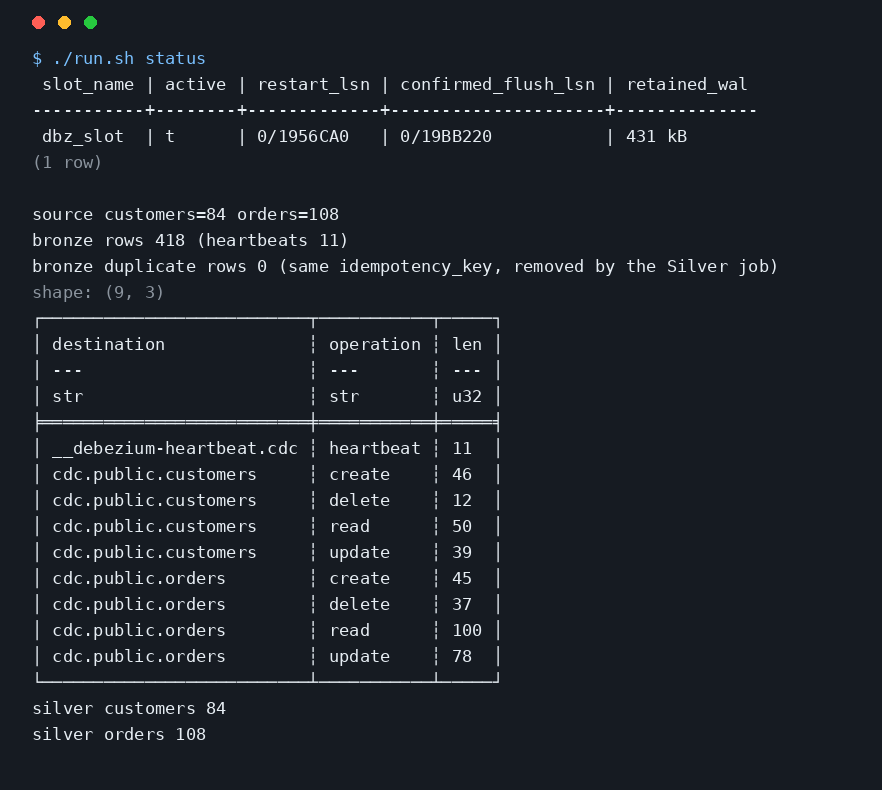 $ ./run.sh status
 slot_name | active | restart_lsn | confirmed_flush_lsn | retained_wal
-----------+--------+-------------+---------------------+--------------
 dbz_slot  | t      | 0/1956CA0   | 0/19BB220           | 431 kB
(1 row)

source customers=84 orders=108
bronze rows 418 (heartbeats 11)
bronze duplicate rows 0 (same idempotency_key, removed by the Silver job)
shape: (9, 3)
┌──────────────────────────┬───────────┬─────┐
│ destination              ┆ operation ┆ len │
│ ---                      ┆ ---       ┆ --- │
│ str                      ┆ str       ┆ u32 │
╞══════════════════════════╪═══════════╪═════╡
│ __debezium-heartbeat.cdc ┆ heartbeat ┆ 11  │
│ cdc.public.customers     ┆ create    ┆ 46  │
│ cdc.public.customers     ┆ delete    ┆ 12  │
│ cdc.public.customers     ┆ read      ┆ 50  │
│ cdc.public.customers     ┆ update    ┆ 39  │
│ cdc.public.orders        ┆ create    ┆ 45  │
│ cdc.public.orders        ┆ delete    ┆ 37  │
│ cdc.public.orders        ┆ read      ┆ 100 │
│ cdc.public.orders        ┆ update    ┆ 78  │
└──────────────────────────┴───────────┴─────┘
silver customers 84
silver orders 108